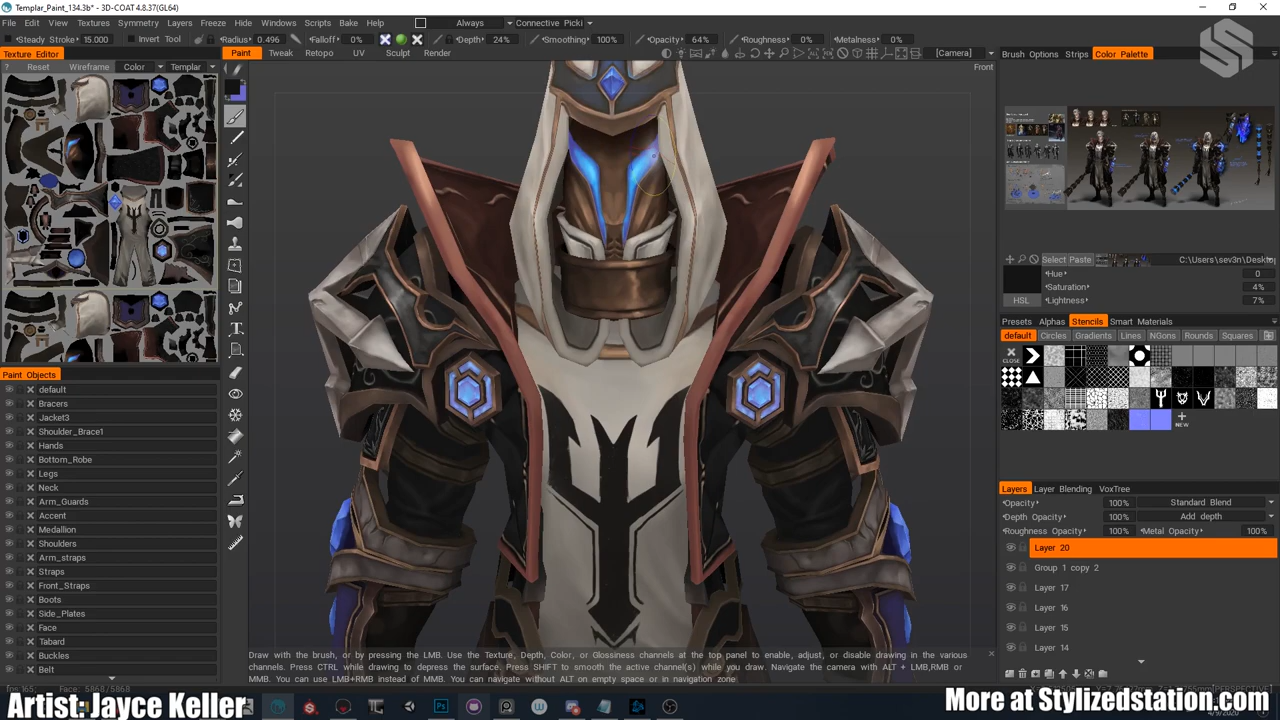 Templar_Paint_134.3b* - 3D-COAT 4.8.37(GL64)
File Edit View Textures Symmetry Layers Freeze Hide Windows Scripts Bake Help Always Connective Picki
Steady Stroke 15.000 Invert Tool Radius 0.496 Falloff 0% Depth 24% Smoothing 100% Opacity 64% Roughness 0% Metalness 0%
Texture Editor
Paint Tweak Retopo UV Sculpt Render
[Camera]
Brush Options Strips Color Palette
? Reset Wireframe Color Templar
Front
Select Paste
C:\Users\sev3n\Deskto
Hue 0
Saturation 4%
HSL Lightness 7%
Presets Alphas Stencils Smart Materials
default Circles Gradients Lines NGons Rounds Squares
CLOSE
NEW
Paint Objects
default
Bracers
Jacket3
Shoulder_Brace1
Hands
Bottom_Robe
Legs
Neck
Arm_Guards
Accent
Medallion
Shoulders
Arm_straps
Straps
Front_Straps
Boots
Side_Plates
Face
Tabard
Buckles
Belt
Layers Layer Blending VoxTree
Opacity 100% Standard Blend
Depth Opacity 100% Add depth
Roughness Opacity 100% Metal Opacity 100%
Layer 20
Group 1 copy 2
Layer 17
Layer 16
Layer 15
Layer 14
Draw with the brush, or by pressing the LMB. Use the Texture, Depth, Color, or Glossiness channels at the top panel to enable, adjust, or disable drawing in the various
channels. Press CTRL while drawing to depress the surface. Press SHIFT to smooth the active channel(s) while you draw. Navigate the camera with ALT + LMB,RMB or
MMB. You can use LMB+RMB instead of MMB. You can navigate without ALT on empty space or in navigation zone
fps:165; Face: 5868/5868
Artist: Jayce Keller
More at Stylizedstation.com